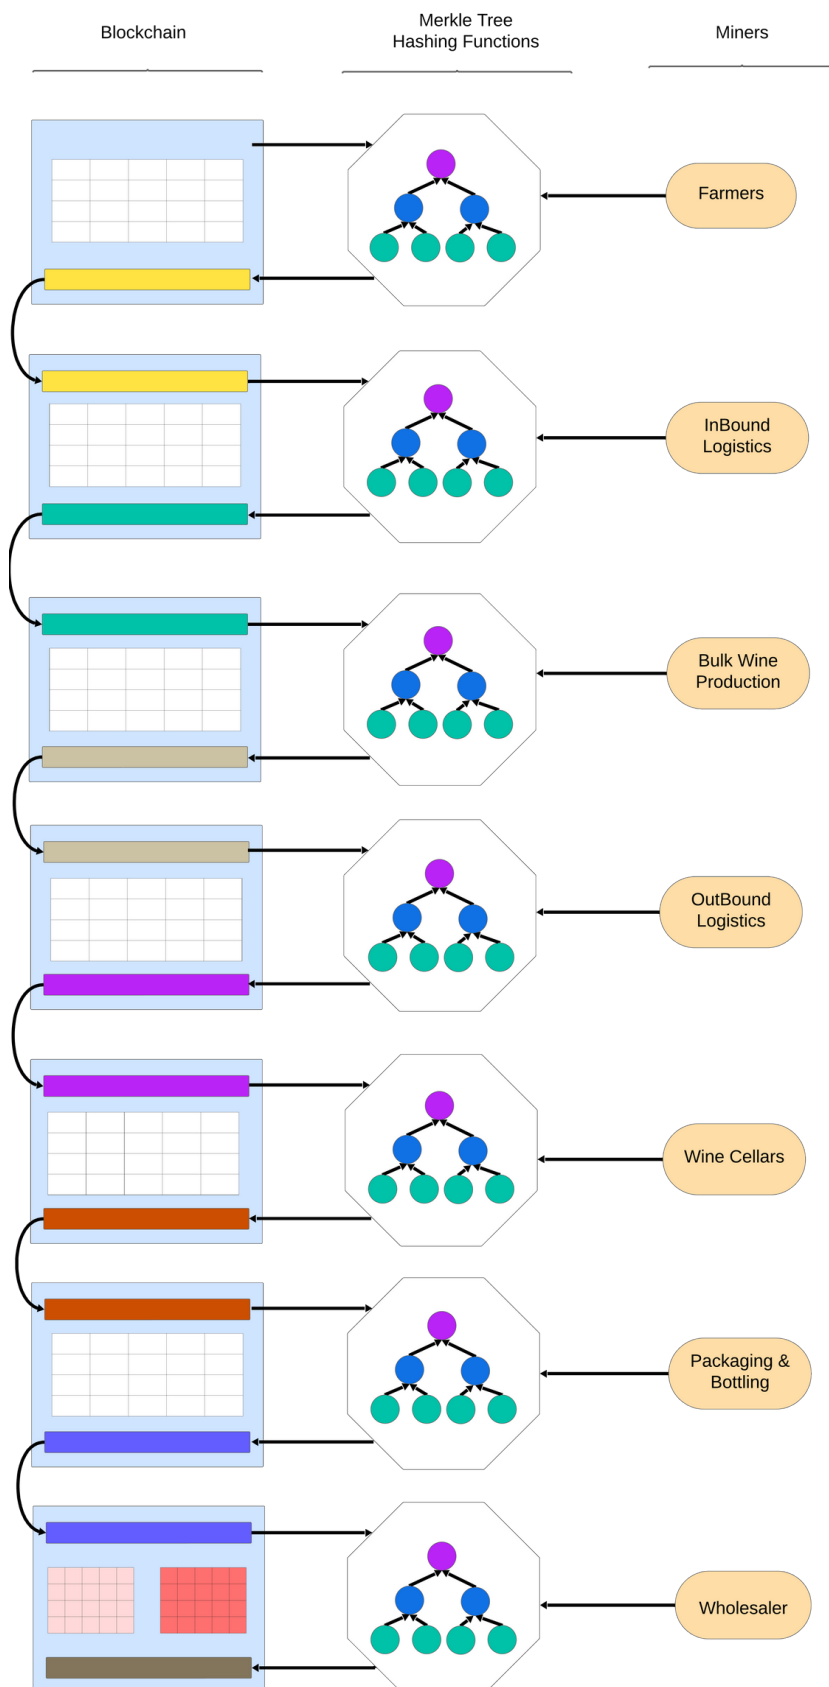 Blockchain
Merkle Tree
Hashing Functions
Miners
Farmers
InBound
Logistics
Bulk Wine
Production
OutBound
Logistics
Wine Cellars
Packaging &
Bottling
Wholesaler